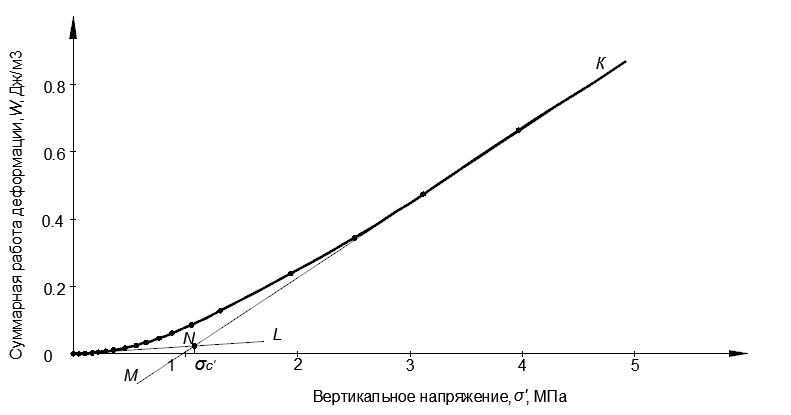 Суммарная работа деформации, W, Дж/м3
0.8
0.6
0.4
0.2
0
K
N
L
M
1
σc'
2
3
4
5
Вертикальное напряжение, σ', МПа